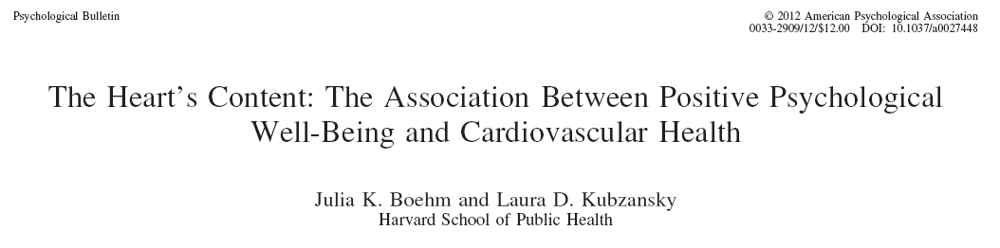 Psychological Bulletin
© 2012 American Psychological Association
0033-2909/12/$12.00 DOI: 10.1037/a0027448
The Heart's Content: The Association Between Positive Psychological
Well-Being and Cardiovascular Health
Julia K. Boehm and Laura D. Kubzansky
Harvard School of Public Health